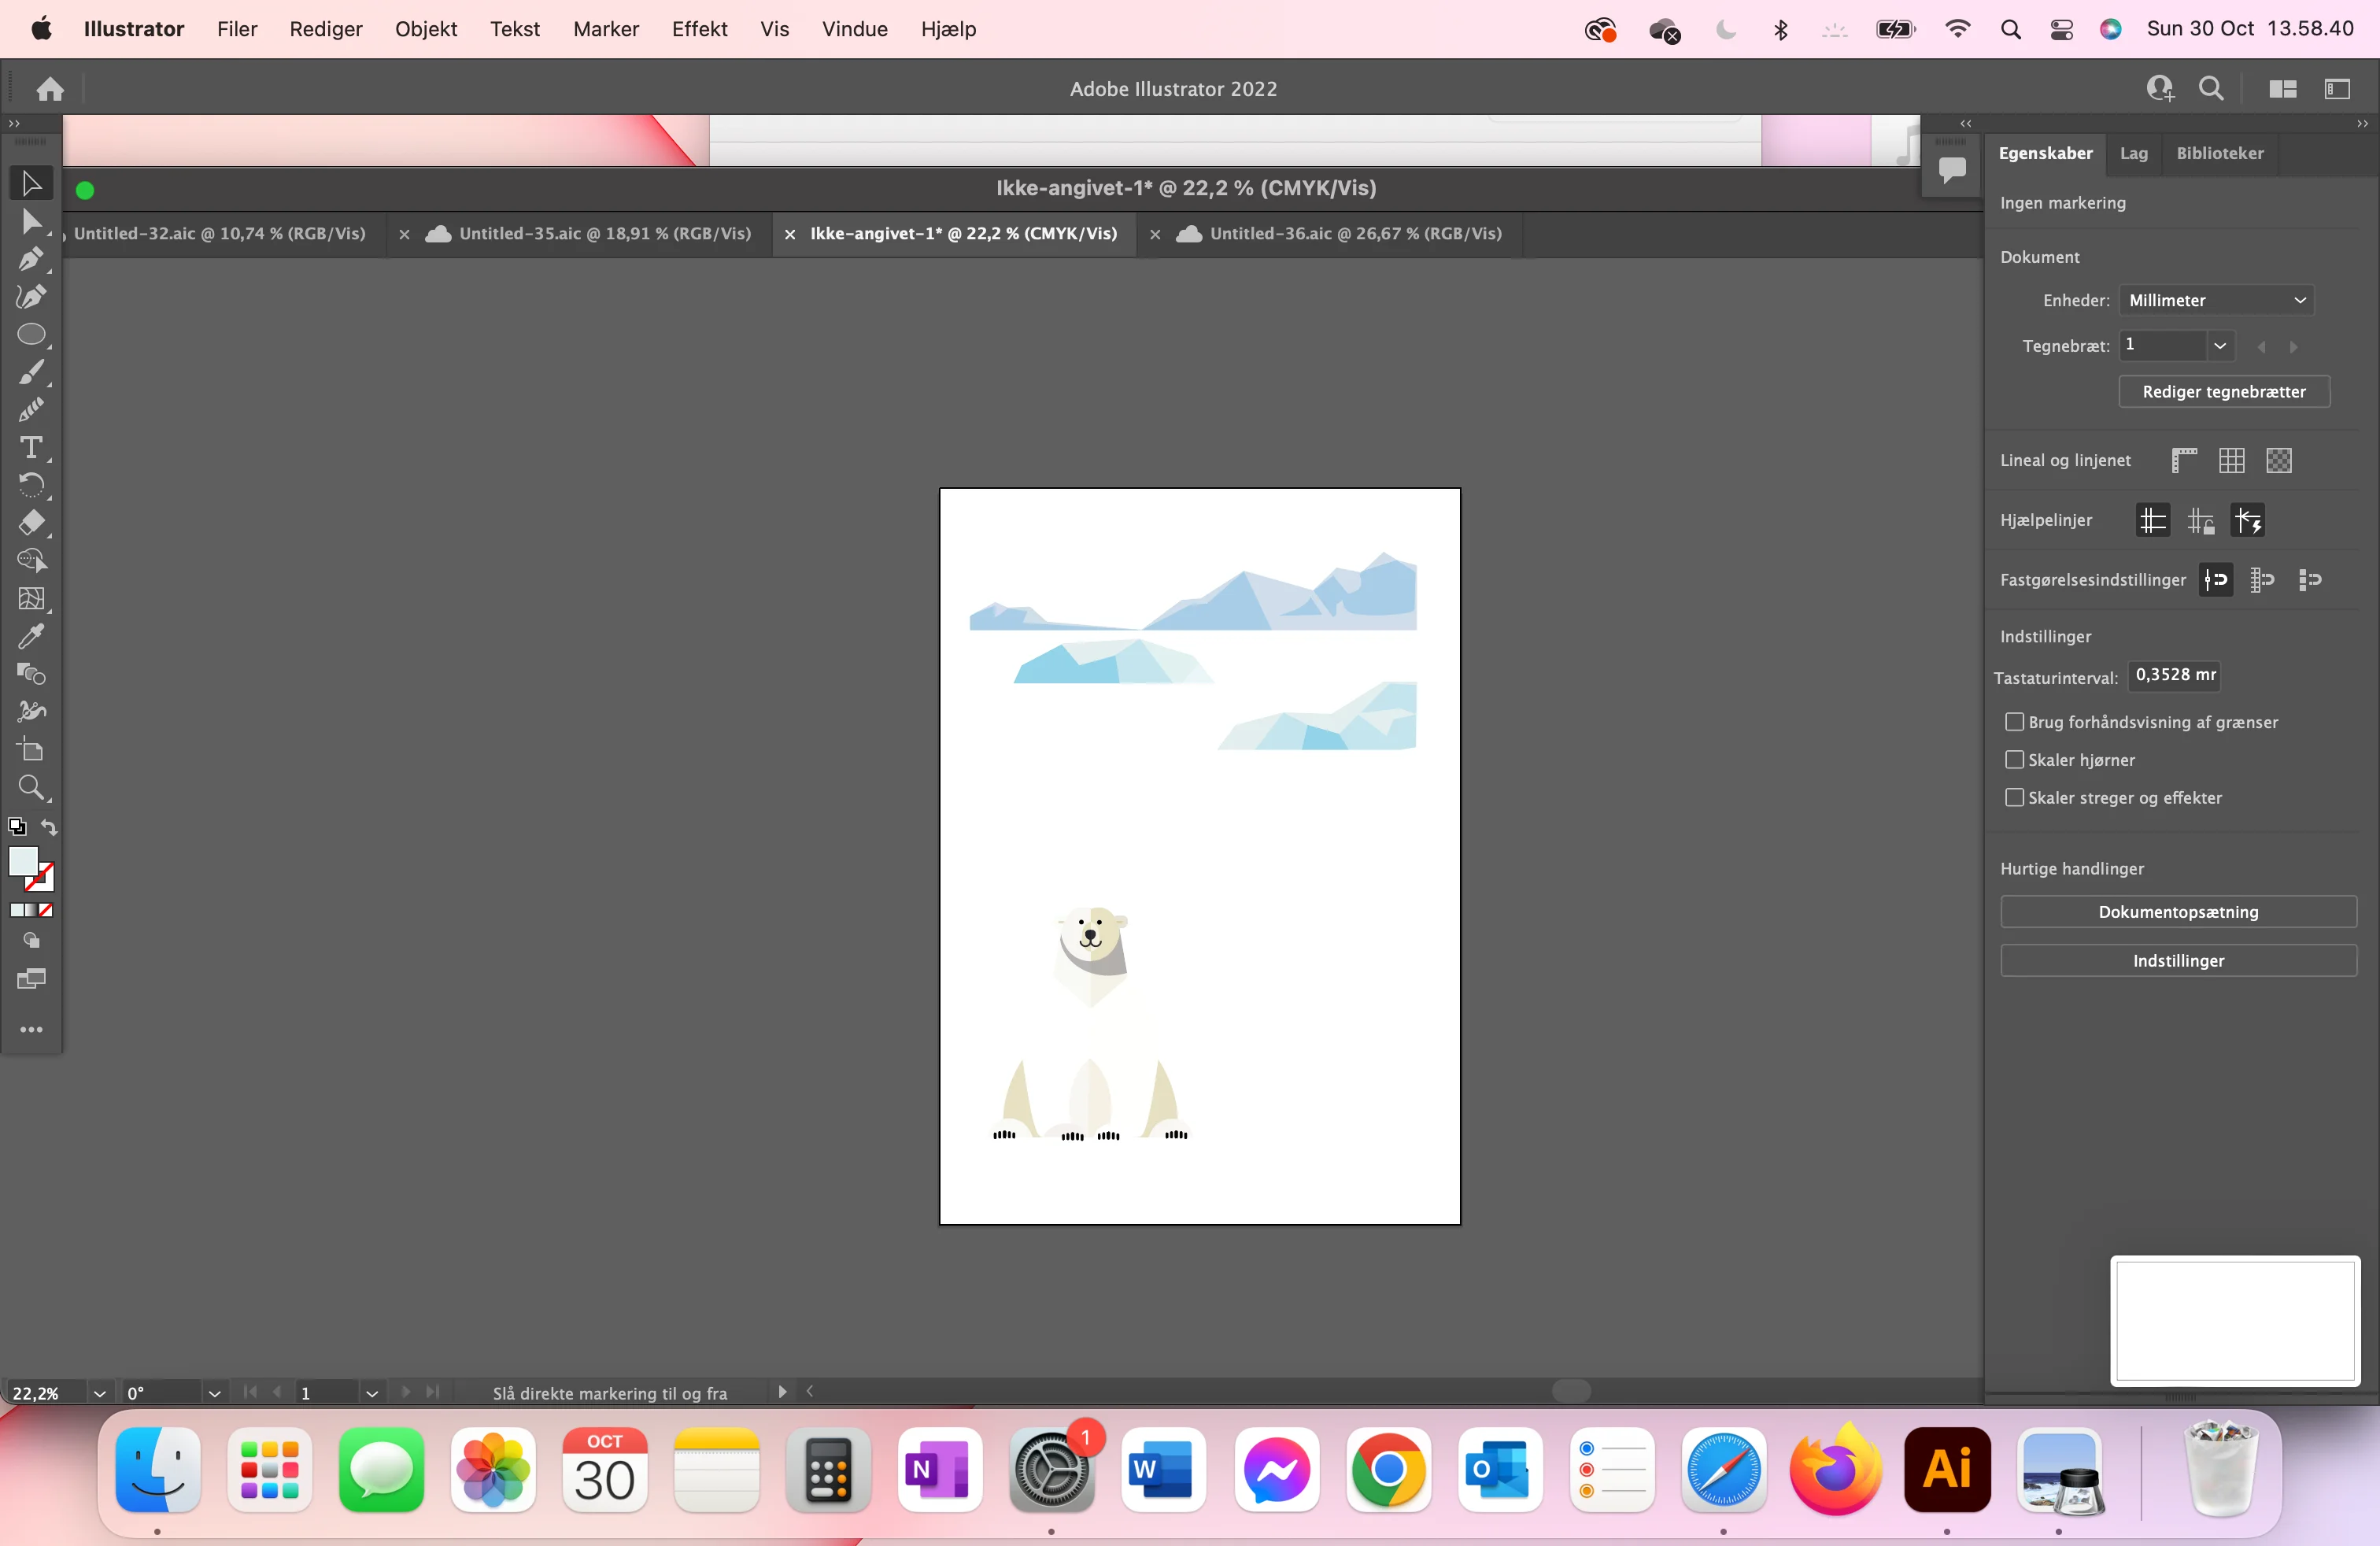 Illustrator Filer Rediger Objekt Tekst Marker Effekt Vis Vindue Hjælp Sun 30 Oct 13.58.40
Adobe Illustrator 2022
Egenskaber Lag Biblioteker
Ikke-angivet-1* @ 22,2 % (CMYK/Vis)
Ingen markering
Untitled-32.aic @ 10,74 % (RGB/Vis) Untitled-35.aic @ 18,91 % (RGB/Vis) Ikke-angivet-1* @ 22,2 % (CMYK/Vis) Untitled-36.aic @ 26,67 % (RGB/Vis)
Dokument
Enheder: Millimeter
Tegnebræt: 1
Rediger tegnebrætter
Lineal og linjenet
Hjælpelinjer
Fastgørelsesindstillinger
Indstillinger
Tastaturinterval: 0,3528 mr
Brug forhåndsvisning af grænser
Skaler hjørner
Skaler streger og effekter
Hurtige handlinger
Dokumentopsætning
Indstillinger
22,2% 0° 1 Slå direkte markering til og fra
OCT
30
N
1
W
O
Ai